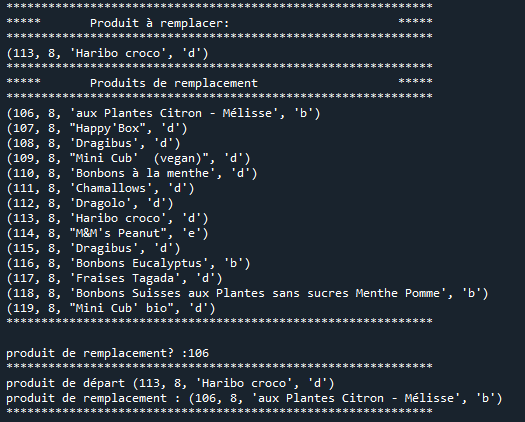 **************************************************************
*****       Produit à remplacer:                         *****
**************************************************************
(113, 8, 'Haribo croco', 'd')
**************************************************************
*****       Produits de remplacement                     *****
**************************************************************
(106, 8, 'aux Plantes Citron - Mélisse', 'b')
(107, 8, "Happy'Box", 'd')
(108, 8, 'Dragibus', 'd')
(109, 8, "Mini Cub'  (vegan)", 'd')
(110, 8, 'Bonbons à la menthe', 'd')
(111, 8, 'Chamallows', 'd')
(112, 8, 'Dragolo', 'd')
(113, 8, 'Haribo croco', 'd')
(114, 8, "M&M's Peanut", 'e')
(115, 8, 'Dragibus', 'd')
(116, 8, 'Bonbons Eucalyptus', 'b')
(117, 8, 'Fraises Tagada', 'd')
(118, 8, 'Bonbons Suisses aux Plantes sans sucres Menthe Pomme', 'b')
(119, 8, "Mini Cub' bio", 'd')
**************************************************************
produit de remplacement? :106
**************************************************************
produit de départ (113, 8, 'Haribo croco', 'd')
produit de remplacement : (106, 8, 'aux Plantes Citron - Mélisse', 'b')
**************************************************************